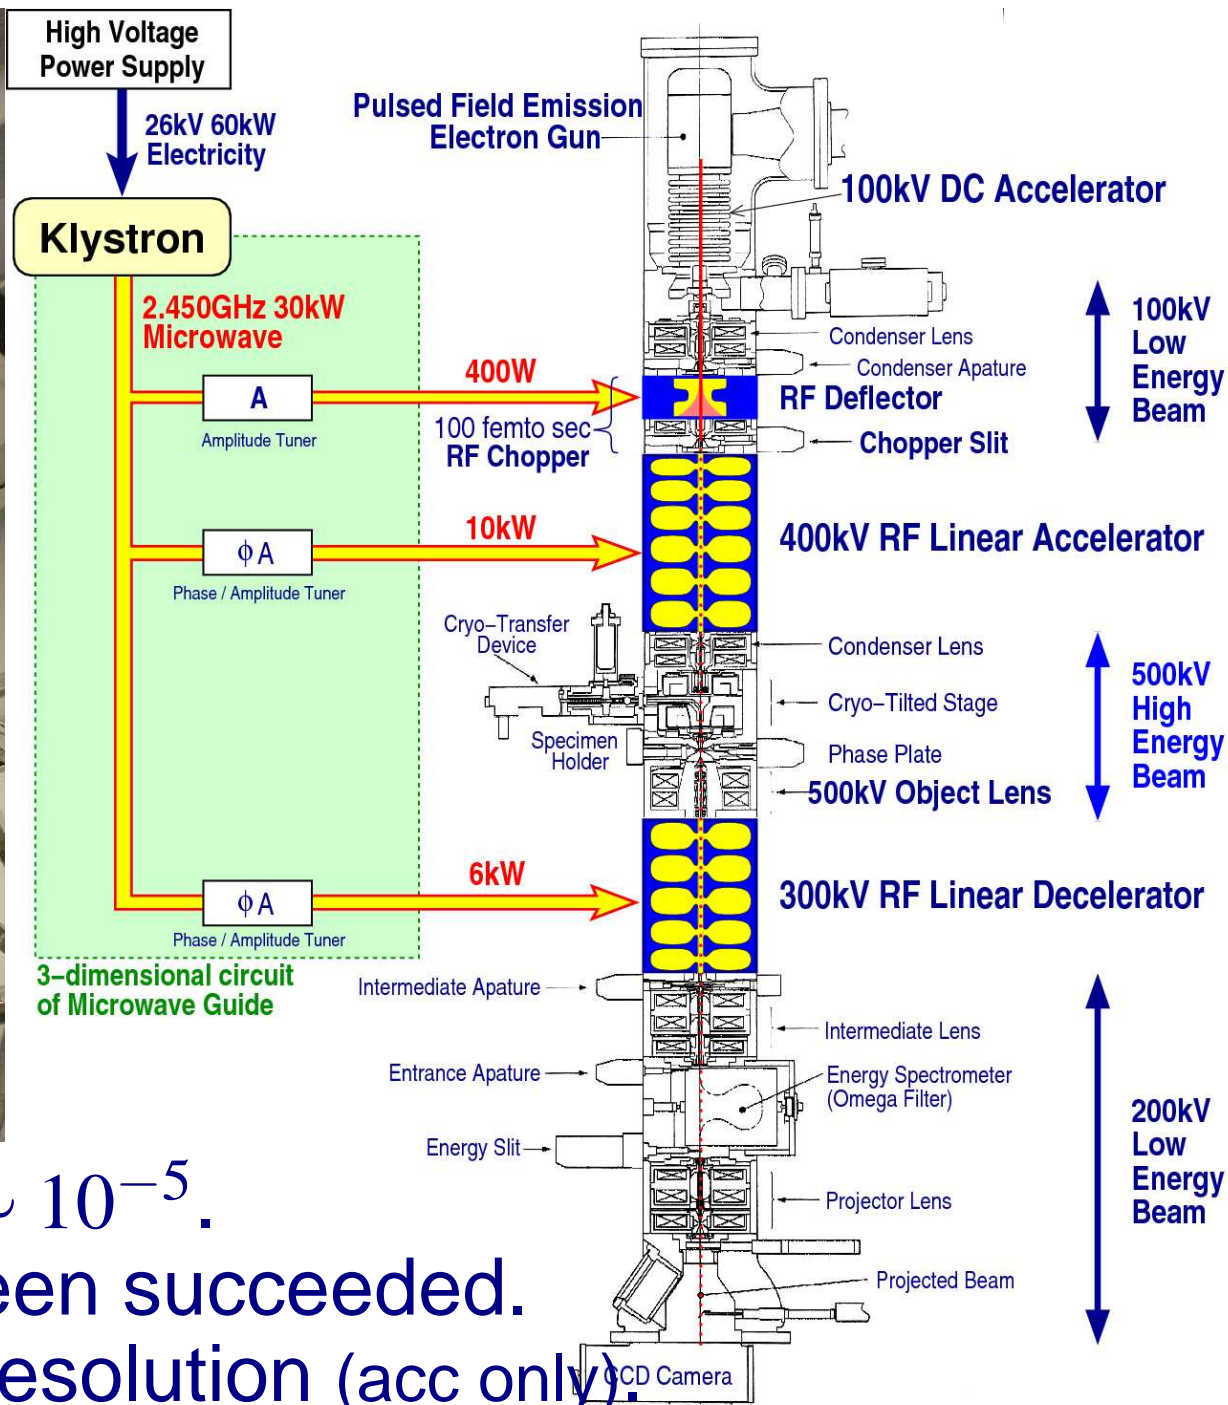 High Voltage
Power Supply
26kV 60kW
Electricity
Klystron
2.450GHz 30kW
Microwave
400W
A
Amplitude Tuner
100 femto sec
RF Chopper
10kW
ϕA
Phase / Amplitude Tuner
6kW
ϕA
Phase / Amplitude Tuner
3-dimensional circuit
of Microwave Guide
Pulsed Field Emission
Electron Gun
100kV DC Accelerator
Condenser Lens
Condenser Apature
RF Deflector
Chopper Slit
100kV
Low
Energy
Beam
400kV RF Linear Accelerator
Cryo-Transfer
Device
Condenser Lens
Cryo-Tilted Stage
Specimen
Holder
Phase Plate
500kV Object Lens
500kV
High
Energy
Beam
300kV RF Linear Decelerator
Intermediate Apature
Intermediate Lens
Entrance Apature
Energy Spectrometer
(Omega Filter)
Energy Slit
Projector Lens
200kV
Low
Energy
Beam
Projected Beam
CCD Camera
10⁻⁵.
succeeded.
(acc only).